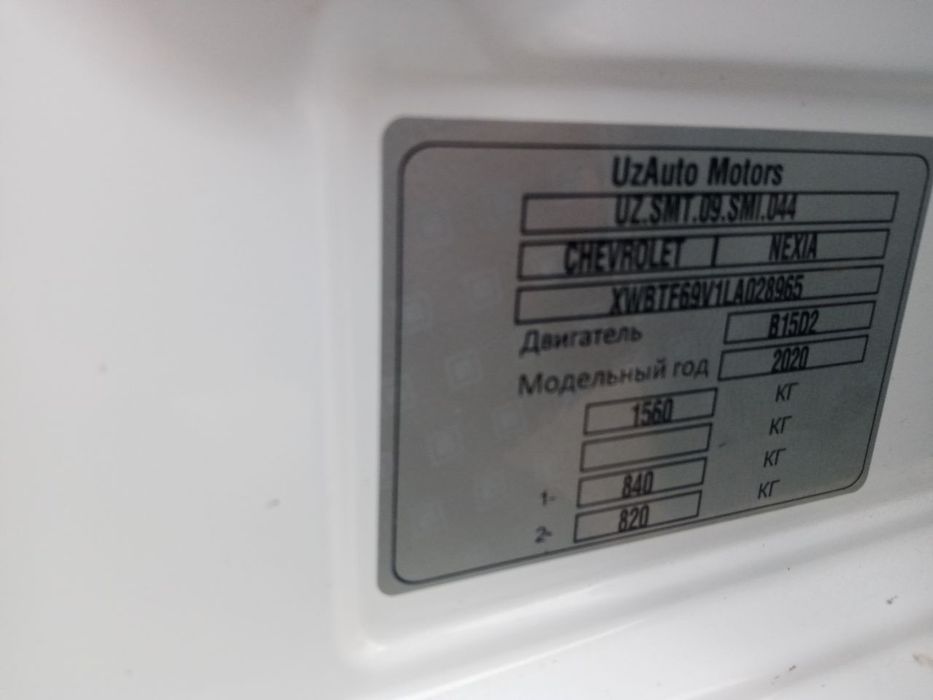 UzAuto Motors
UZ.SMT.09.SMI.044
CHEVROLET NEXIA
XWBTF69V1LA028965
Двигатель B15D2
Модельный год 2020
1560 КГ
КГ
1- 840 КГ
2- 820 КГ